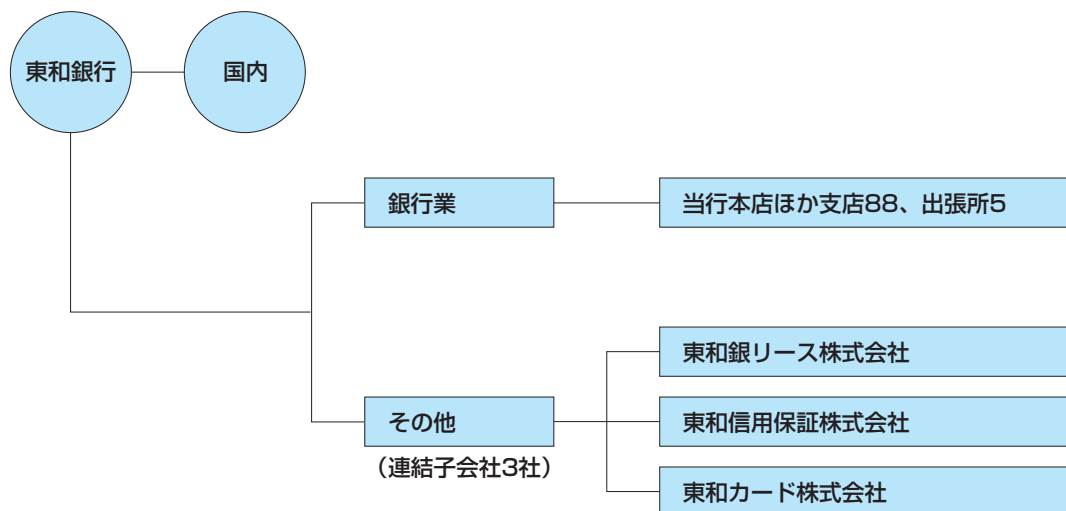 東和銀行
国内
銀行業
当行本店ほか支店88、出張所5
東和銀リース株式会社
その他
東和信用保証株式会社
（連結子会社3社）
東和カード株式会社